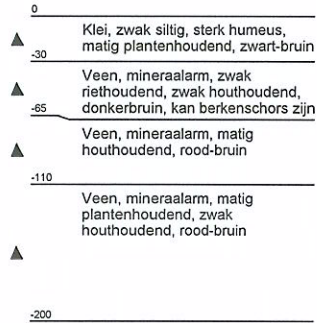 0
Klei, zwak siltig, sterk humeus,
matig plantenhoudend, zwart-bruin
-30
Veen, mineraalarm, zwak
riethoudend, zwak houthoudend,
donkerbruin, kan berkenschors zijn
-65
Veen, mineraalarm, matig
houthoudend, rood-bruin
-110
Veen, mineraalarm, matig
plantenhoudend, zwak
houthoudend, rood-bruin
-200